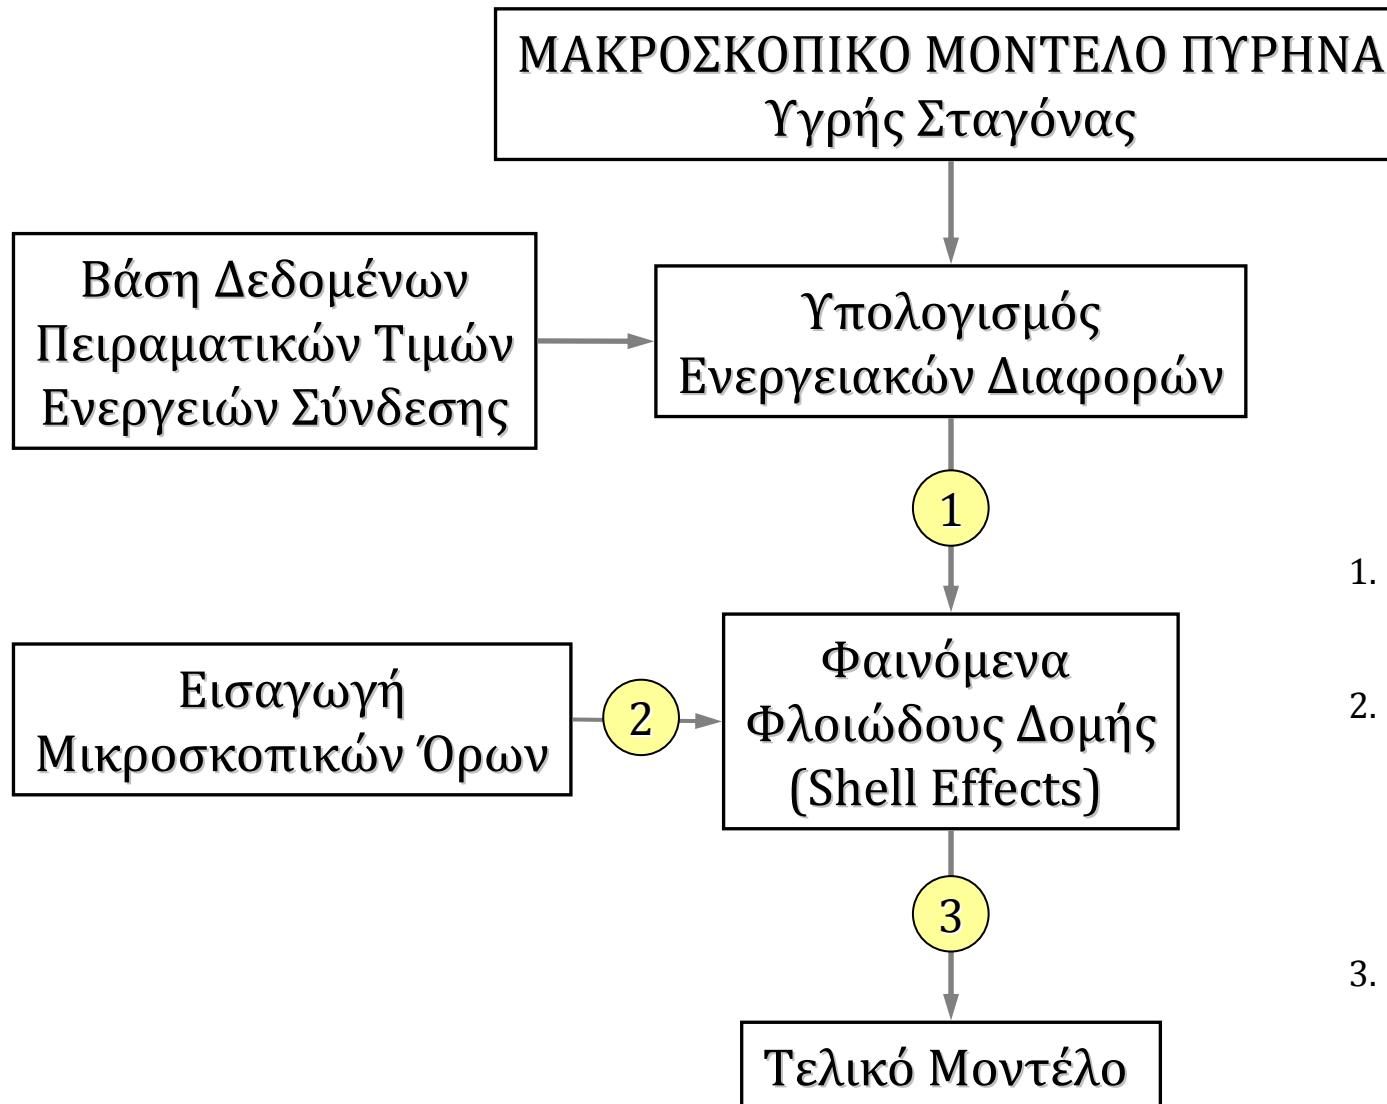 ΜΑΚΡΟΣΚΟΠΙΚΟ ΜΟΝΤΕΛΟ ΠΥΡΗΝΑ
Υγρής Σταγόνας
Βάση Δεδομένων
Πειραματικών Τιμών
Ενεργειών Σύνδεσης
Υπολογισμός
Ενεργειακών Διαφορών
1
Εισαγωγή
Μικροσκοπικών Όρων
2
Φαινόμενα
Φλοιώδους Δομής
(Shell Effects)
3
Τελικό Μοντέλο
1.
2.
3.